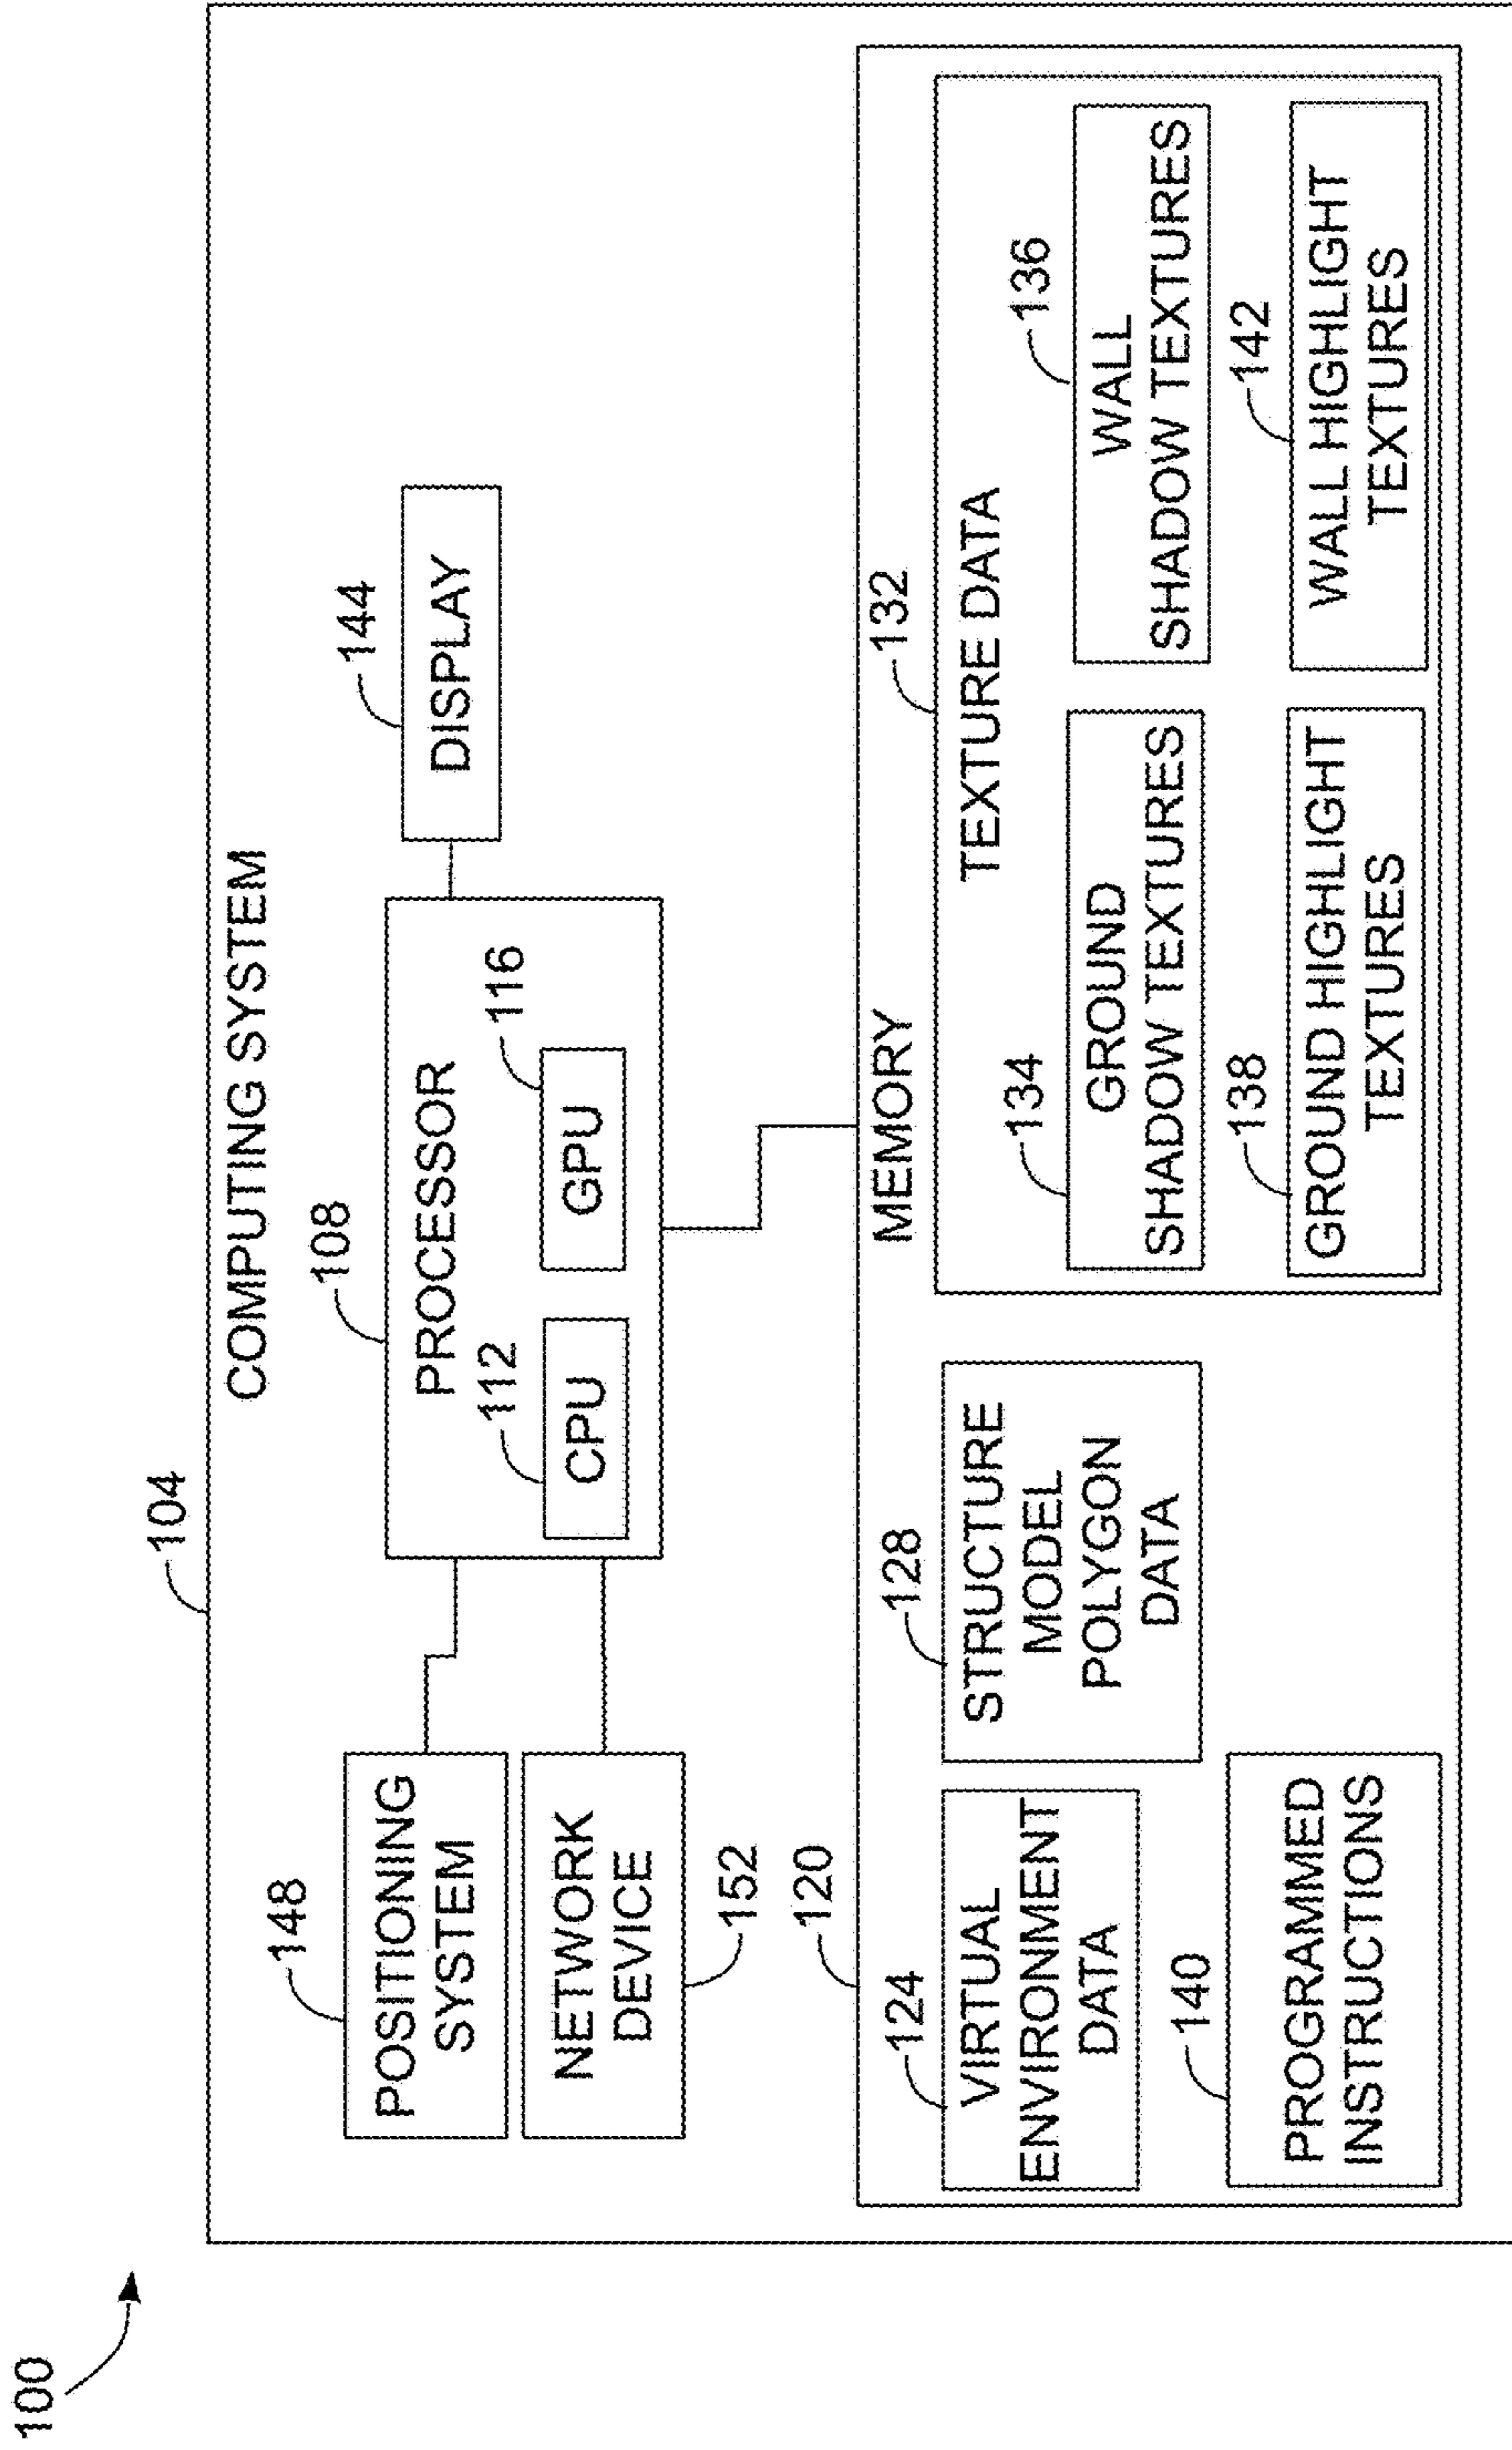 100
104
COMPUTING SYSTEM
148
POSITIONING
SYSTEM
NETWORK
DEVICE
152
108
PROCESSOR
112
CPU
116
GPU
144
DISPLAY
120
MEMORY
124
VIRTUAL
ENVIRONMENT
DATA
128
STRUCTURE
MODEL
POLYGON
DATA
140
PROGRAMMED
INSTRUCTIONS
132
TEXTURE DATA
134
GROUND
SHADOW TEXTURES
136
WALL
SHADOW TEXTURES
138
GROUND HIGHLIGHT
TEXTURES
142
WALL HIGHLIGHT
TEXTURES